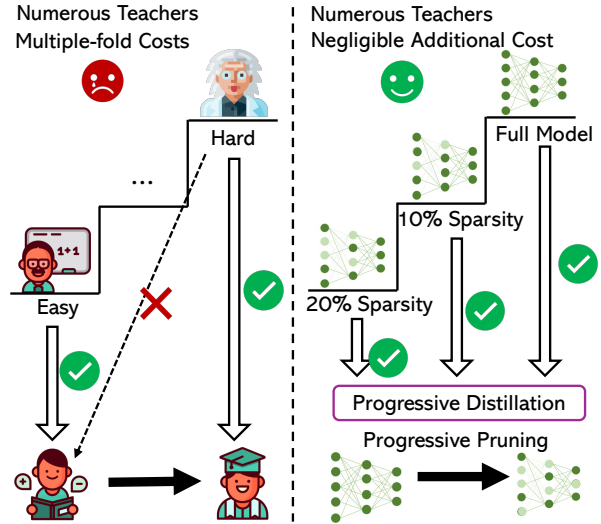 Numerous Teachers
Multiple-fold Costs
Hard
...
1+1
Easy
Numerous Teachers
Negligible Additional Cost
Full Model
10% Sparsity
20% Sparsity
Progressive Distillation
Progressive Pruning